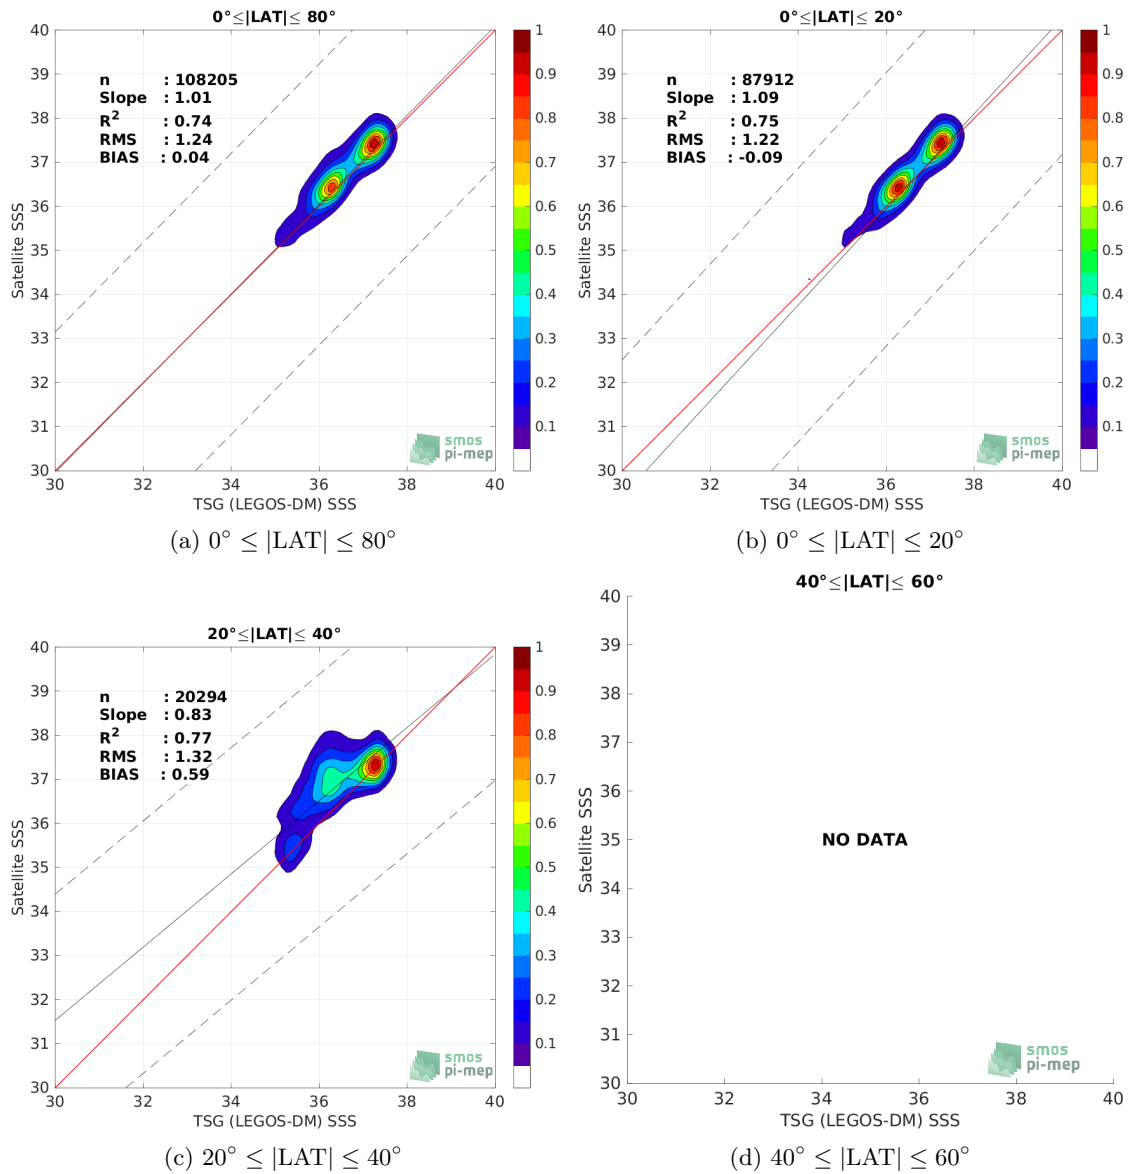 0°≤|LAT|≤ 80°
40
39
38
37
36
35
34
33
32
31
30
Satellite SSS
n : 108205
Slope : 1.01
R² : 0.74
RMS : 1.24
BIAS : 0.04
30 32 34 36 38 40
TSG (LEGOS-DM) SSS
1
0.9
0.8
0.7
0.6
0.5
0.4
0.3
0.2
0.1
smos
pi-mep
(a) 0° ≤ |LAT| ≤ 80°
0°≤|LAT|≤ 20°
40
39
38
37
36
35
34
33
32
31
30
Satellite SSS
n : 87912
Slope : 1.09
R² : 0.75
RMS : 1.22
BIAS : -0.09
30 32 34 36 38 40
TSG (LEGOS-DM) SSS
1
0.9
0.8
0.7
0.6
0.5
0.4
0.3
0.2
0.1
smos
pi-mep
(b) 0° ≤ |LAT| ≤ 20°
20°≤|LAT|≤ 40°
40
39
38
37
36
35
34
33
32
31
30
Satellite SSS
n : 20294
Slope : 0.83
R² : 0.77
RMS : 1.32
BIAS : 0.59
30 32 34 36 38 40
TSG (LEGOS-DM) SSS
1
0.9
0.8
0.7
0.6
0.5
0.4
0.3
0.2
0.1
smos
pi-mep
(c) 20° ≤ |LAT| ≤ 40°
40°≤|LAT|≤ 60°
40
39
38
37
36
35
34
33
32
31
30
Satellite SSS
NO DATA
30 32 34 36 38 40
TSG (LEGOS-DM) SSS
smos
pi-mep
(d) 40° ≤ |LAT| ≤ 60°